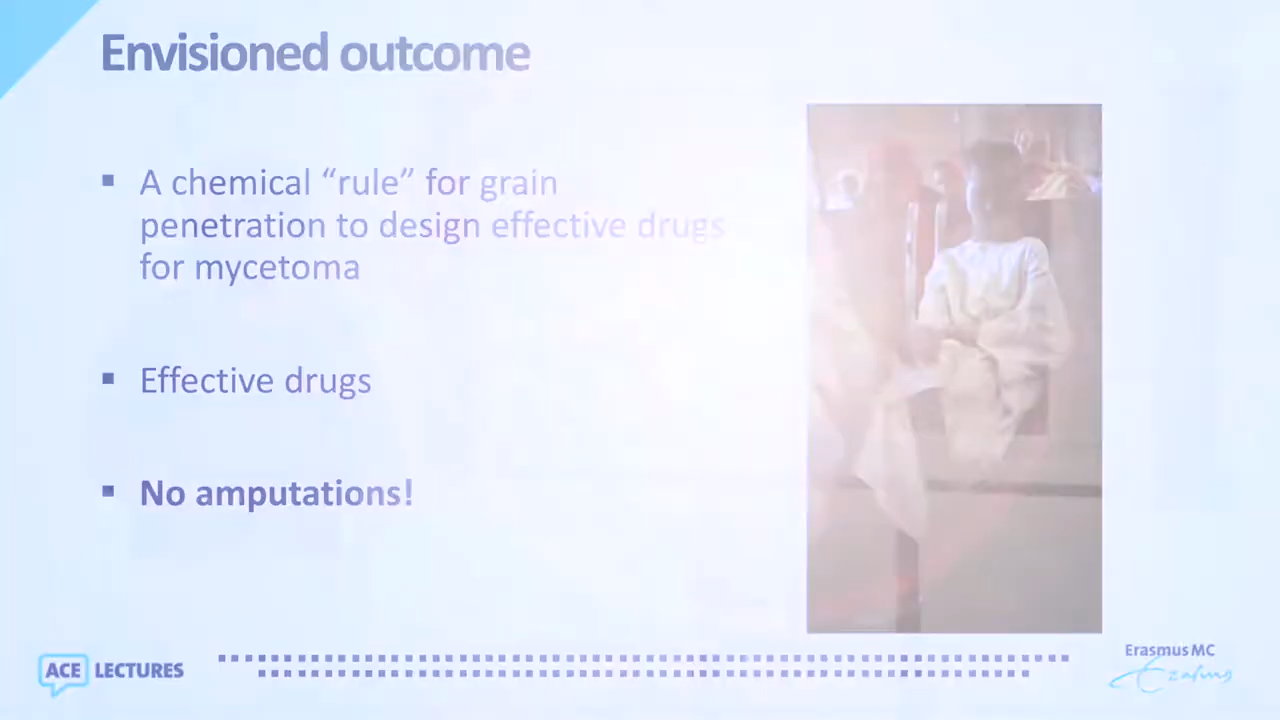 Envisioned outcome
▪ A chemical “rule” for grain
penetration to design effective drugs
for mycetoma
▪ Effective drugs
▪ No amputations!
ACE LECTURES
Erasmus MC
Erasmus